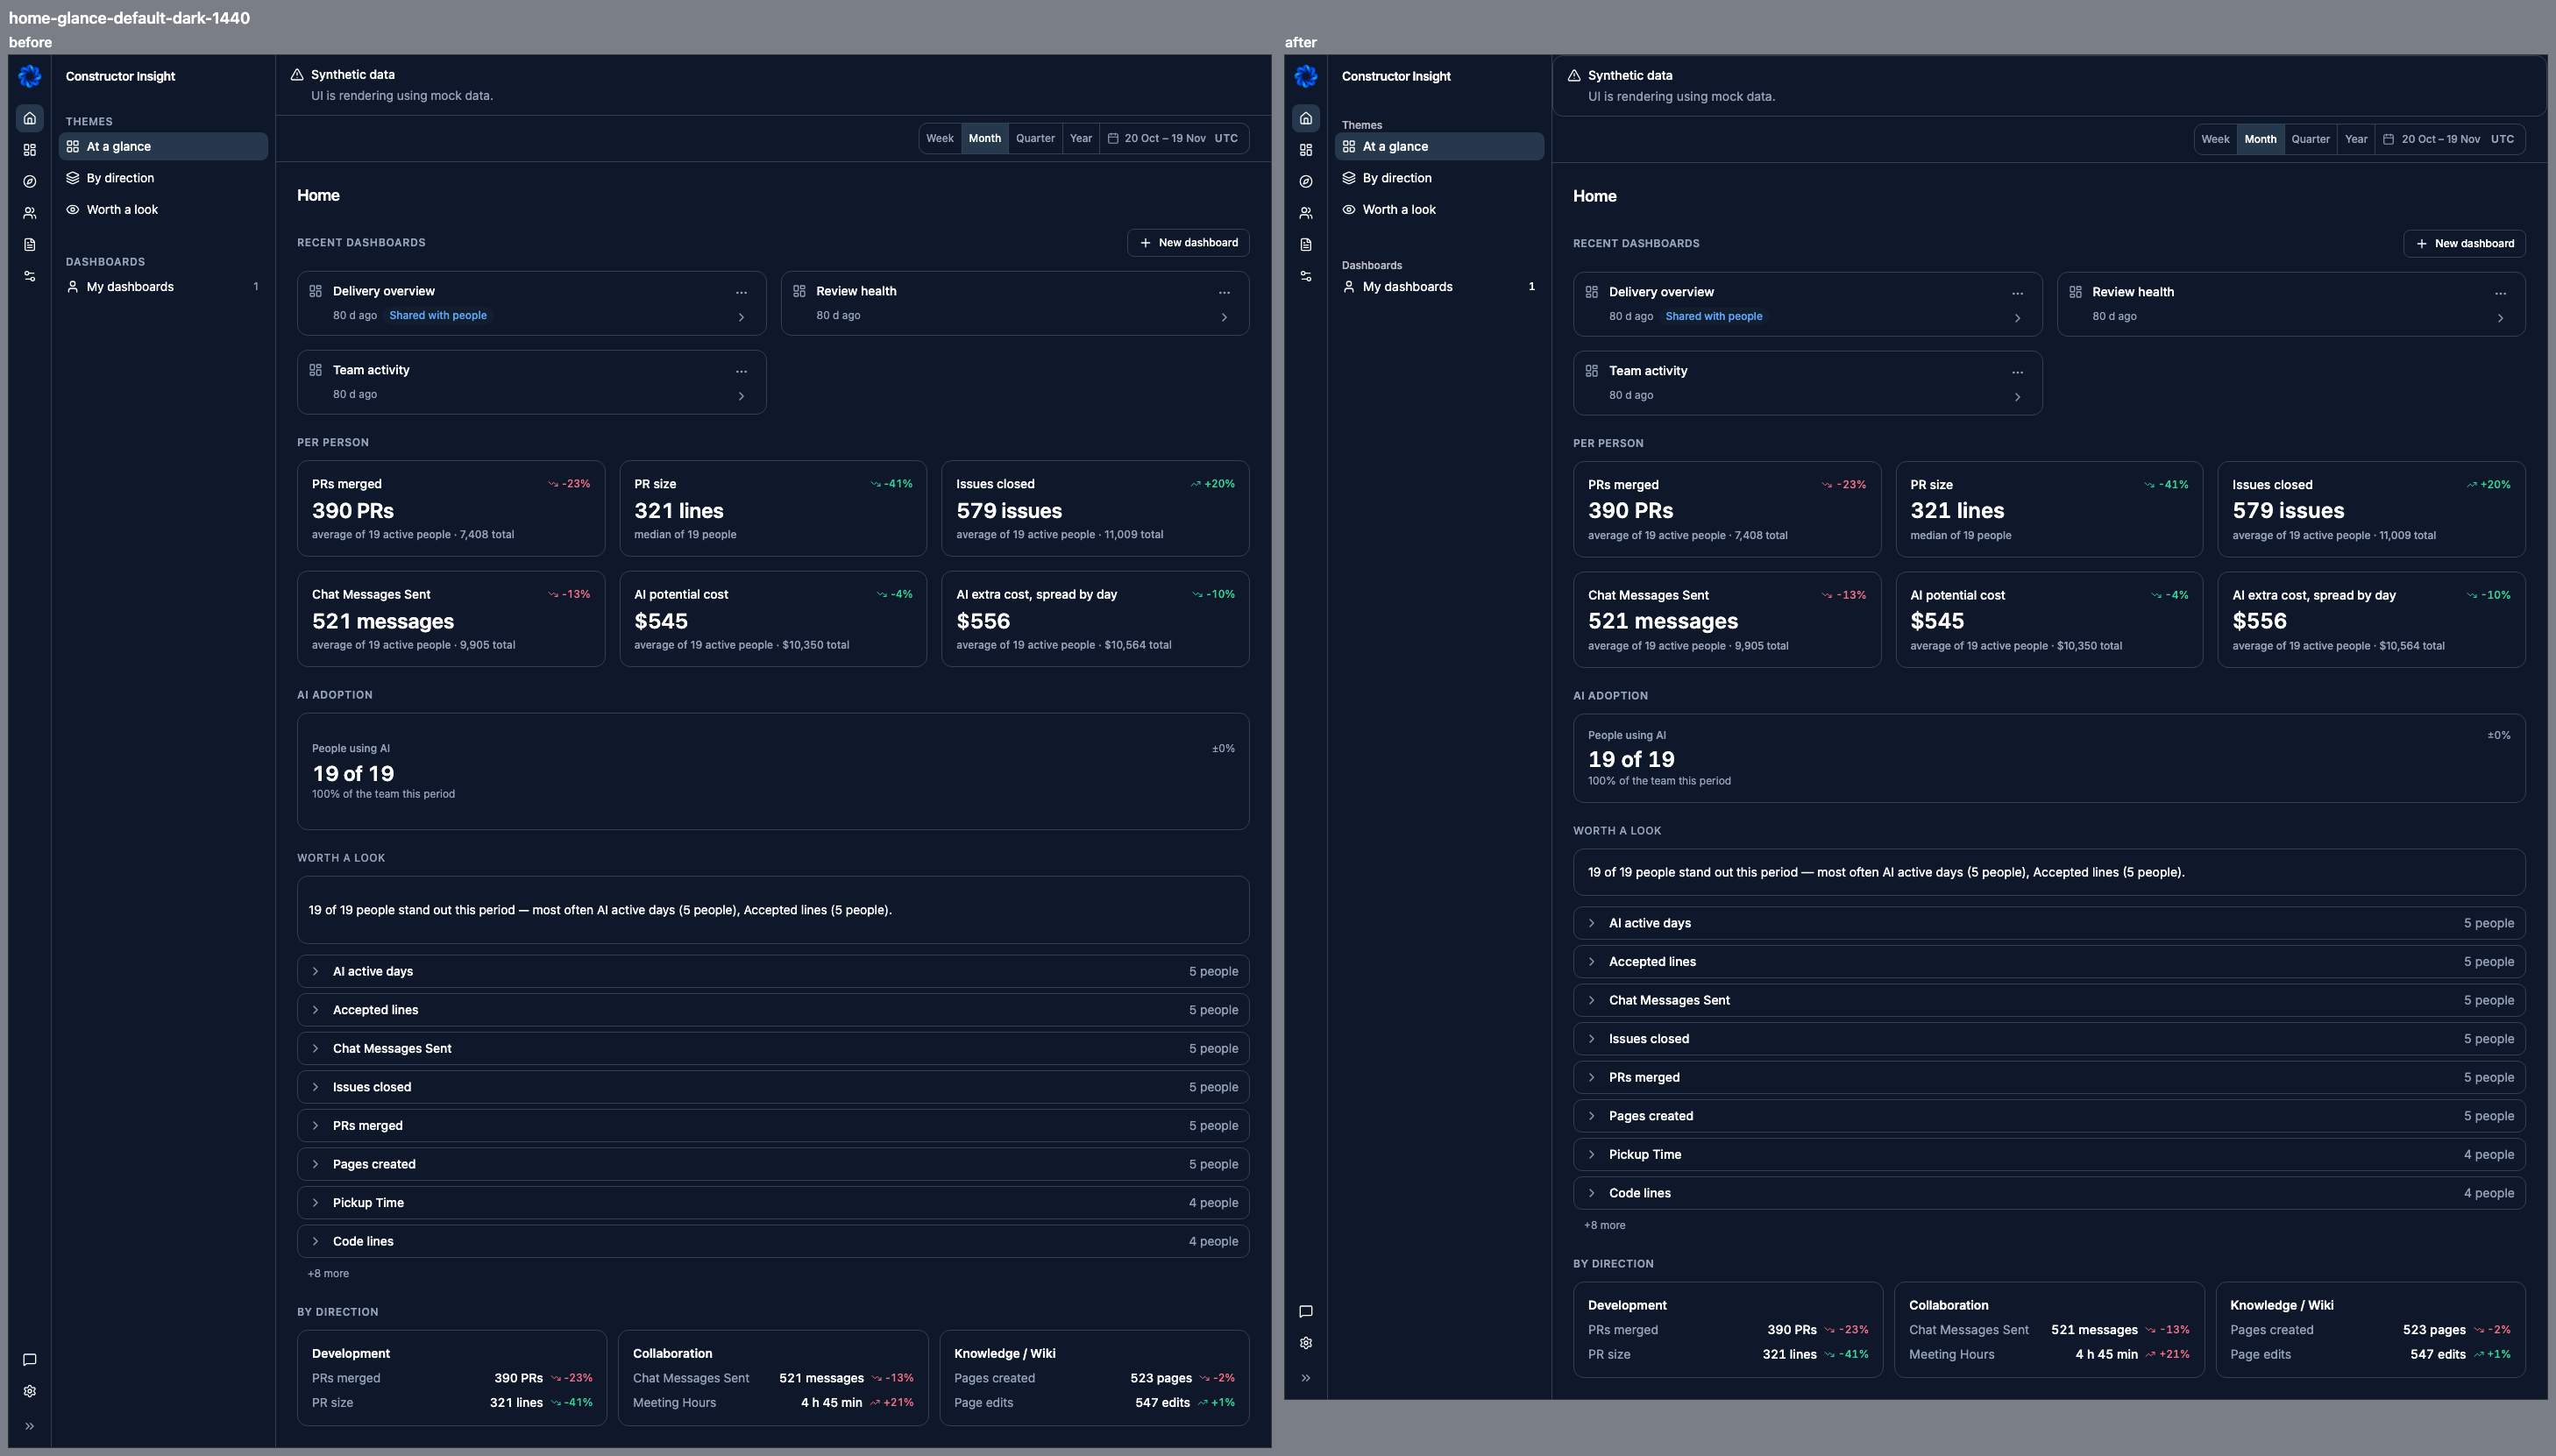 home-glance-default-dark-1440
before
Constructor Insight
THEMES
At a glance
By direction
Worth a look
DASHBOARDS
My dashboards 1
Synthetic data
UI is rendering using mock data.
Week Month Quarter Year 20 Oct – 19 Nov UTC
Home
RECENT DASHBOARDS
New dashboard
Delivery overview
80 d ago Shared with people
Review health
80 d ago
Team activity
80 d ago
PER PERSON
PRs merged -23%
390 PRs
average of 19 active people · 7,408 total
PR size -41%
321 lines
median of 19 people
Issues closed +20%
579 issues
average of 19 active people · 11,009 total
Chat Messages Sent -13%
521 messages
average of 19 active people · 9,905 total
AI potential cost -4%
$545
average of 19 active people · $10,350 total
AI extra cost, spread by day -10%
$556
average of 19 active people · $10,564 total
AI ADOPTION
People using AI ±0%
19 of 19
100% of the team this period
WORTH A LOOK
19 of 19 people stand out this period — most often AI active days (5 people), Accepted lines (5 people).
AI active days 5 people
Accepted lines 5 people
Chat Messages Sent 5 people
Issues closed 5 people
PRs merged 5 people
Pages created 5 people
Pickup Time 4 people
Code lines 4 people
+8 more
BY DIRECTION
Development
PRs merged 390 PRs -23%
PR size 321 lines -41%
Collaboration
Chat Messages Sent 521 messages -13%
Meeting Hours 4 h 45 min +21%
Knowledge / Wiki
Pages created 523 pages -2%
Page edits 547 edits +1%
after
Constructor Insight
Themes
At a glance
By direction
Worth a look
Dashboards
My dashboards 1
Synthetic data
UI is rendering using mock data.
Week Month Quarter Year 20 Oct – 19 Nov UTC
Home
RECENT DASHBOARDS
New dashboard
Delivery overview
80 d ago Shared with people
Review health
80 d ago
Team activity
80 d ago
PER PERSON
PRs merged -23%
390 PRs
average of 19 active people · 7,408 total
PR size -41%
321 lines
median of 19 people
Issues closed +20%
579 issues
average of 19 active people · 11,009 total
Chat Messages Sent -13%
521 messages
average of 19 active people · 9,905 total
AI potential cost -4%
$545
average of 19 active people · $10,350 total
AI extra cost, spread by day -10%
$556
average of 19 active people · $10,564 total
AI ADOPTION
People using AI ±0%
19 of 19
100% of the team this period
WORTH A LOOK
19 of 19 people stand out this period — most often AI active days (5 people), Accepted lines (5 people).
AI active days 5 people
Accepted lines 5 people
Chat Messages Sent 5 people
Issues closed 5 people
PRs merged 5 people
Pages created 5 people
Pickup Time 4 people
Code lines 4 people
+8 more
BY DIRECTION
Development
PRs merged 390 PRs -23%
PR size 321 lines -41%
Collaboration
Chat Messages Sent 521 messages -13%
Meeting Hours 4 h 45 min +21%
Knowledge / Wiki
Pages created 523 pages -2%
Page edits 547 edits +1%